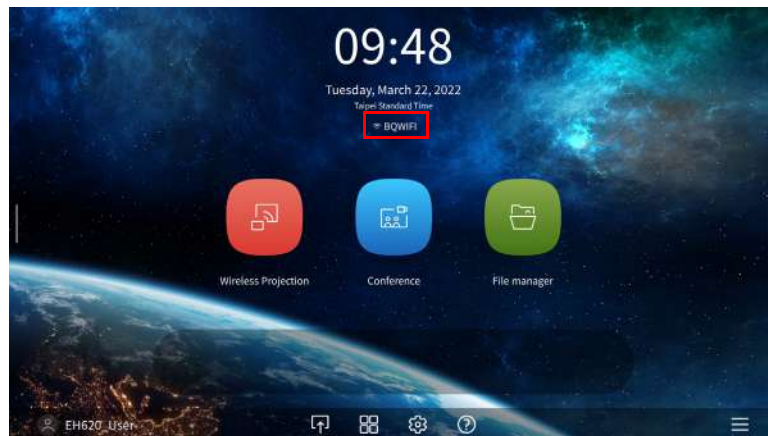 09:48
Tuesday, March 22, 2022
Taipei Standard Time
BQWIFI
Wireless Projection
Conference
File manager
EH620_User